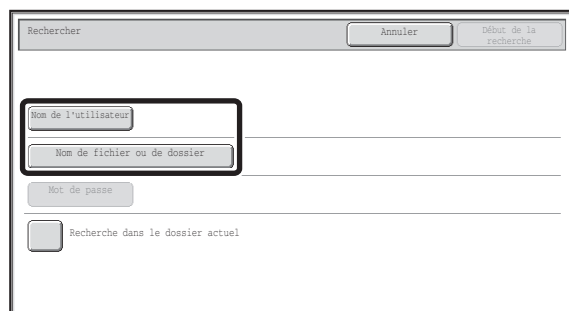 Rechercher
Annuler
Début de la
recherche
Nom de l'utilisateur
Nom de fichier ou de dossier
Mot de passe
Recherche dans le dossier actuel